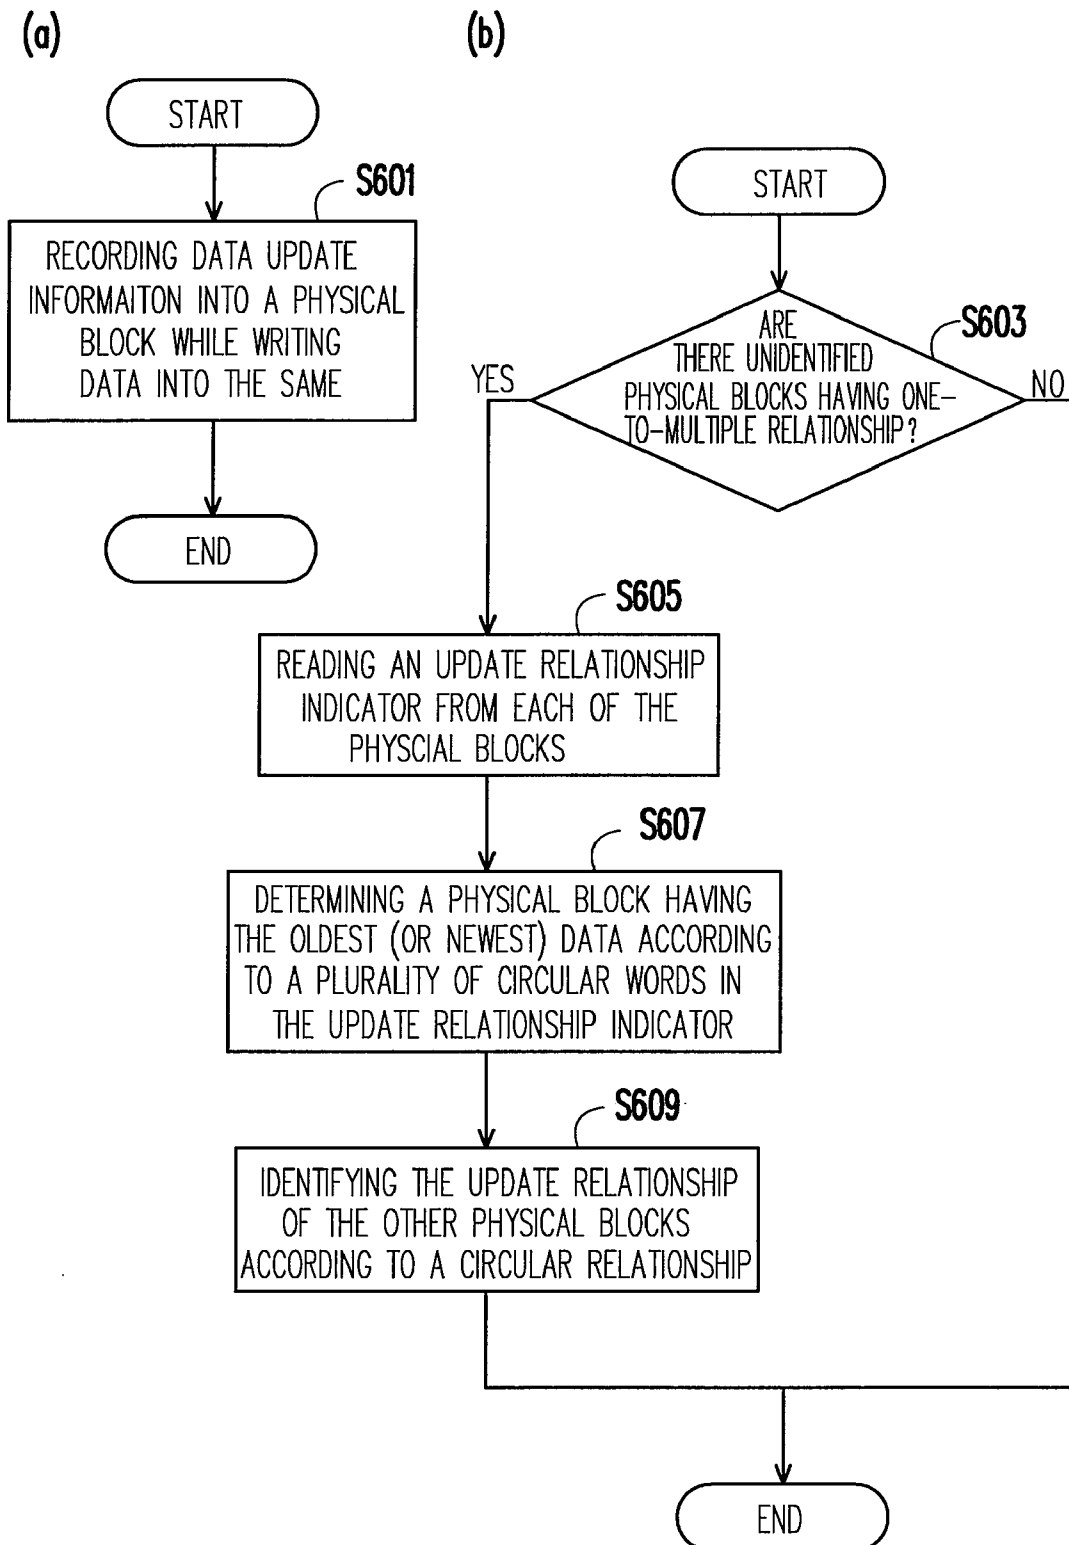 (a)
START
S601
RECORDING DATA UPDATE
INFORMAITON INTO A PHYSICAL
BLOCK WHILE WRITING
DATA INTO THE SAME
END
(b)
START
S603
ARE
THERE UNIDENTIFIED
PHYSICAL BLOCKS HAVING ONE-
TO-MULTIPLE RELATIONSHIP?
YES
NO
S605
READING AN UPDATE RELATIONSHIP
INDICATOR FROM EACH OF THE
PHYSCIAL BLOCKS
S607
DETERMINING A PHYSICAL BLOCK HAVING
THE OLDEST (OR NEWEST) DATA ACCORDING
TO A PLURALITY OF CIRCULAR WORDS IN
THE UPDATE RELATIONSHIP INDICATOR
S609
IDENTIFYING THE UPDATE RELATIONSHIP
OF THE OTHER PHYSICAL BLOCKS
ACCORDING TO A CIRCULAR RELATIONSHIP
END